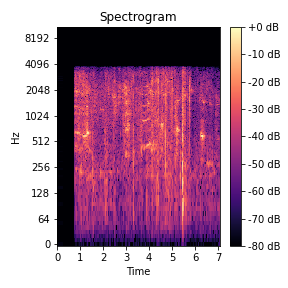 Spectrogram
+0 dB
8192
-10 dB
4096
-20 dB
2048
-30 dB
1024
Hz
512
-40 dB
256
-50 dB
128
-60 dB
64
-70 dB
0
-80 dB
0 1 2 3 4 5 6 7
Time